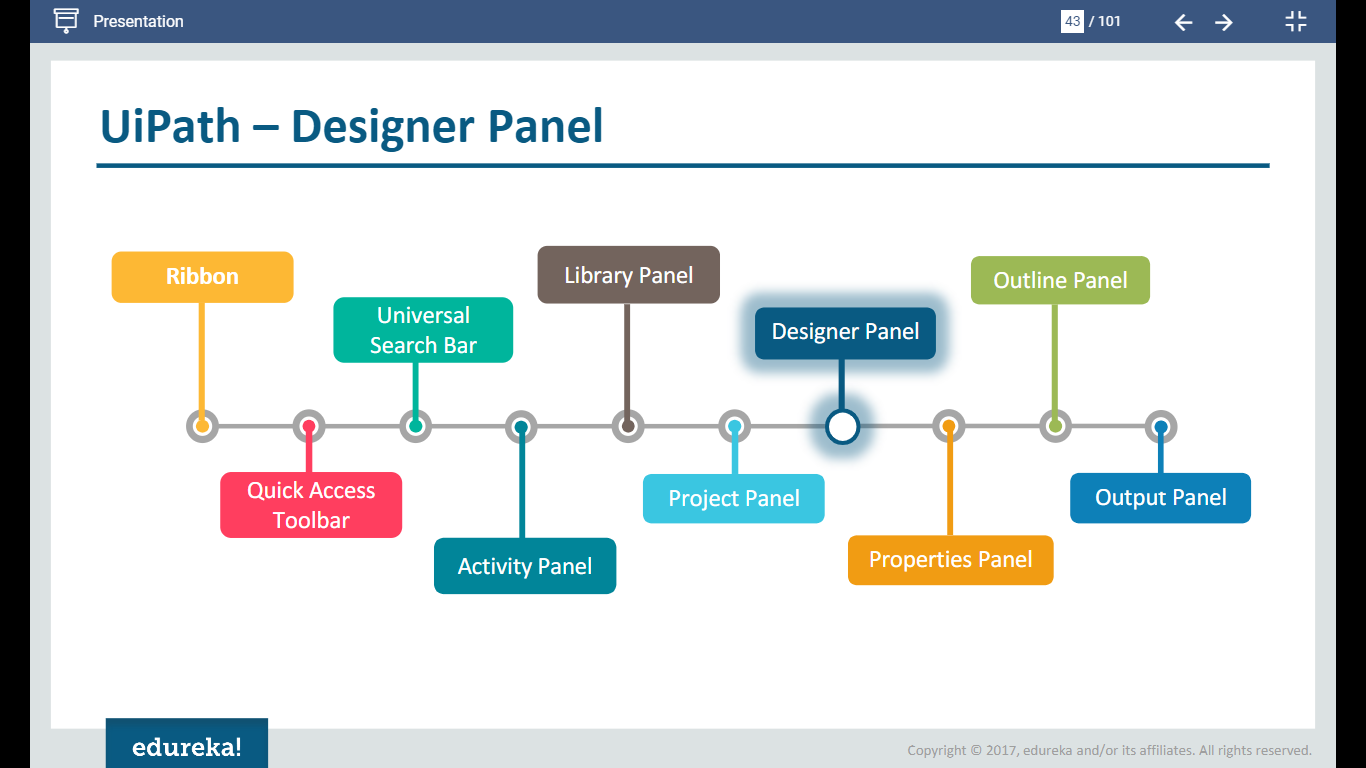 Presentation
43 / 101
UiPath – Designer Panel
Ribbon
Quick Access
Toolbar
Universal
Search Bar
Activity Panel
Library Panel
Project Panel
Designer Panel
Properties Panel
Outline Panel
Output Panel
edureka!
Copyright © 2017, edureka and/or its affiliates. All rights reserved.